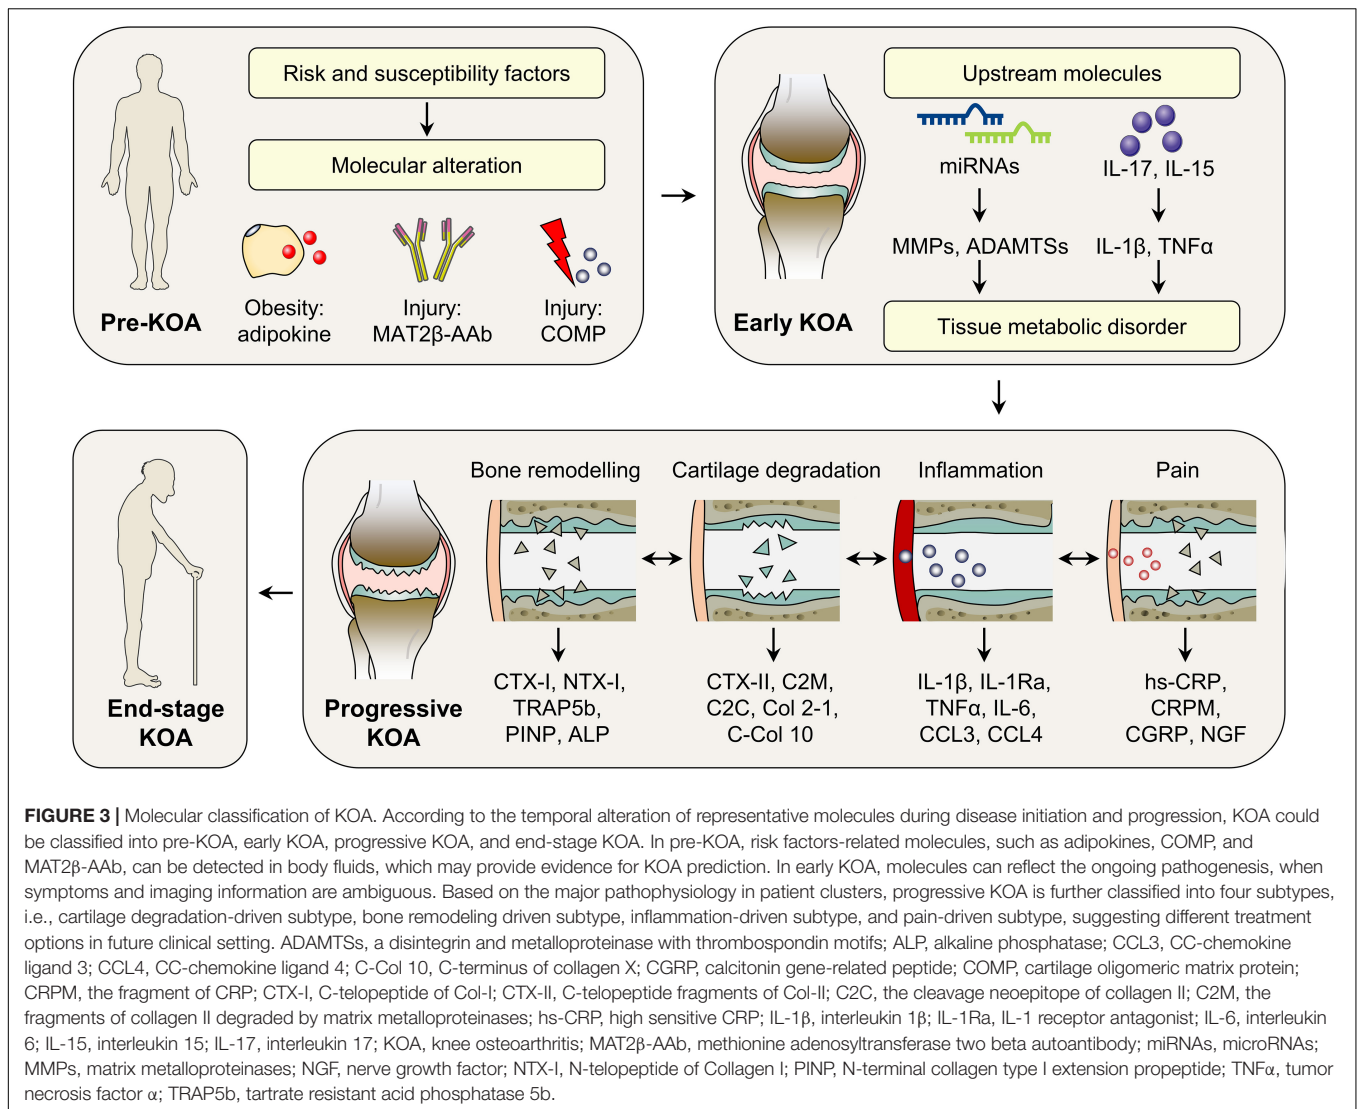 Risk and susceptibility factors
Molecular alteration
Obesity:
adipokine
Injury:
MAT2β-AAb
Injury:
COMP
Pre-KOA
Upstream molecules
miRNAs
IL-17, IL-15
MMPs, ADAMTSs
IL-1β, TNFα
Tissue metabolic disorder
Early KOA
End-stage
KOA
Progressive
KOA
Bone remodelling
Cartilage degradation
Inflammation
Pain
CTX-I, NTX-I,
TRAP5b,
PINP, ALP
CTX-II, C2M,
C2C, Col 2-1,
C-Col 10
IL-1β, IL-1Ra,
TNFα, IL-6,
CCL3, CCL4
hs-CRP,
CRPM,
CGRP, NGF
FIGURE 3 | Molecular classification of KOA. According to the temporal alteration of representative molecules during disease initiation and progression, KOA could
be classified into pre-KOA, early KOA, progressive KOA, and end-stage KOA. In pre-KOA, risk factors-related molecules, such as adipokines, COMP, and
MAT2β-AAb, can be detected in body fluids, which may provide evidence for KOA prediction. In early KOA, molecules can reflect the ongoing pathogenesis, when
symptoms and imaging information are ambiguous. Based on the major pathophysiology in patient clusters, progressive KOA is further classified into four subtypes,
i.e., cartilage degradation-driven subtype, bone remodeling driven subtype, inflammation-driven subtype, and pain-driven subtype, suggesting different treatment
options in future clinical setting. ADAMTSs, a disintegrin and metalloproteinase with thrombospondin motifs; ALP, alkaline phosphatase; CCL3, CC-chemokine
ligand 3; CCL4, CC-chemokine ligand 4; C-Col 10, C-terminus of collagen X; CGRP, calcitonin gene-related peptide; COMP, cartilage oligomeric matrix protein;
CRPM, the fragment of CRP; CTX-I, C-telopeptide of Col-I; CTX-II, C-telopeptide fragments of Col-II; C2C, the cleavage neoepitope of collagen II; C2M, the
fragments of collagen II degraded by matrix metalloproteinases; hs-CRP, high sensitive CRP; IL-1β, interleukin 1β; IL-1Ra, IL-1 receptor antagonist; IL-6, interleukin
6; IL-15, interleukin 15; IL-17, interleukin 17; KOA, knee osteoarthritis; MAT2β-AAb, methionine adenosyltransferase two beta autoantibody; miRNAs, microRNAs;
MMPs, matrix metalloproteinases; NGF, nerve growth factor; NTX-I, N-telopeptide of Collagen I; PINP, N-terminal collagen type I extension propeptide; TNFα, tumor
necrosis factor α; TRAP5b, tartrate resistant acid phosphatase 5b.